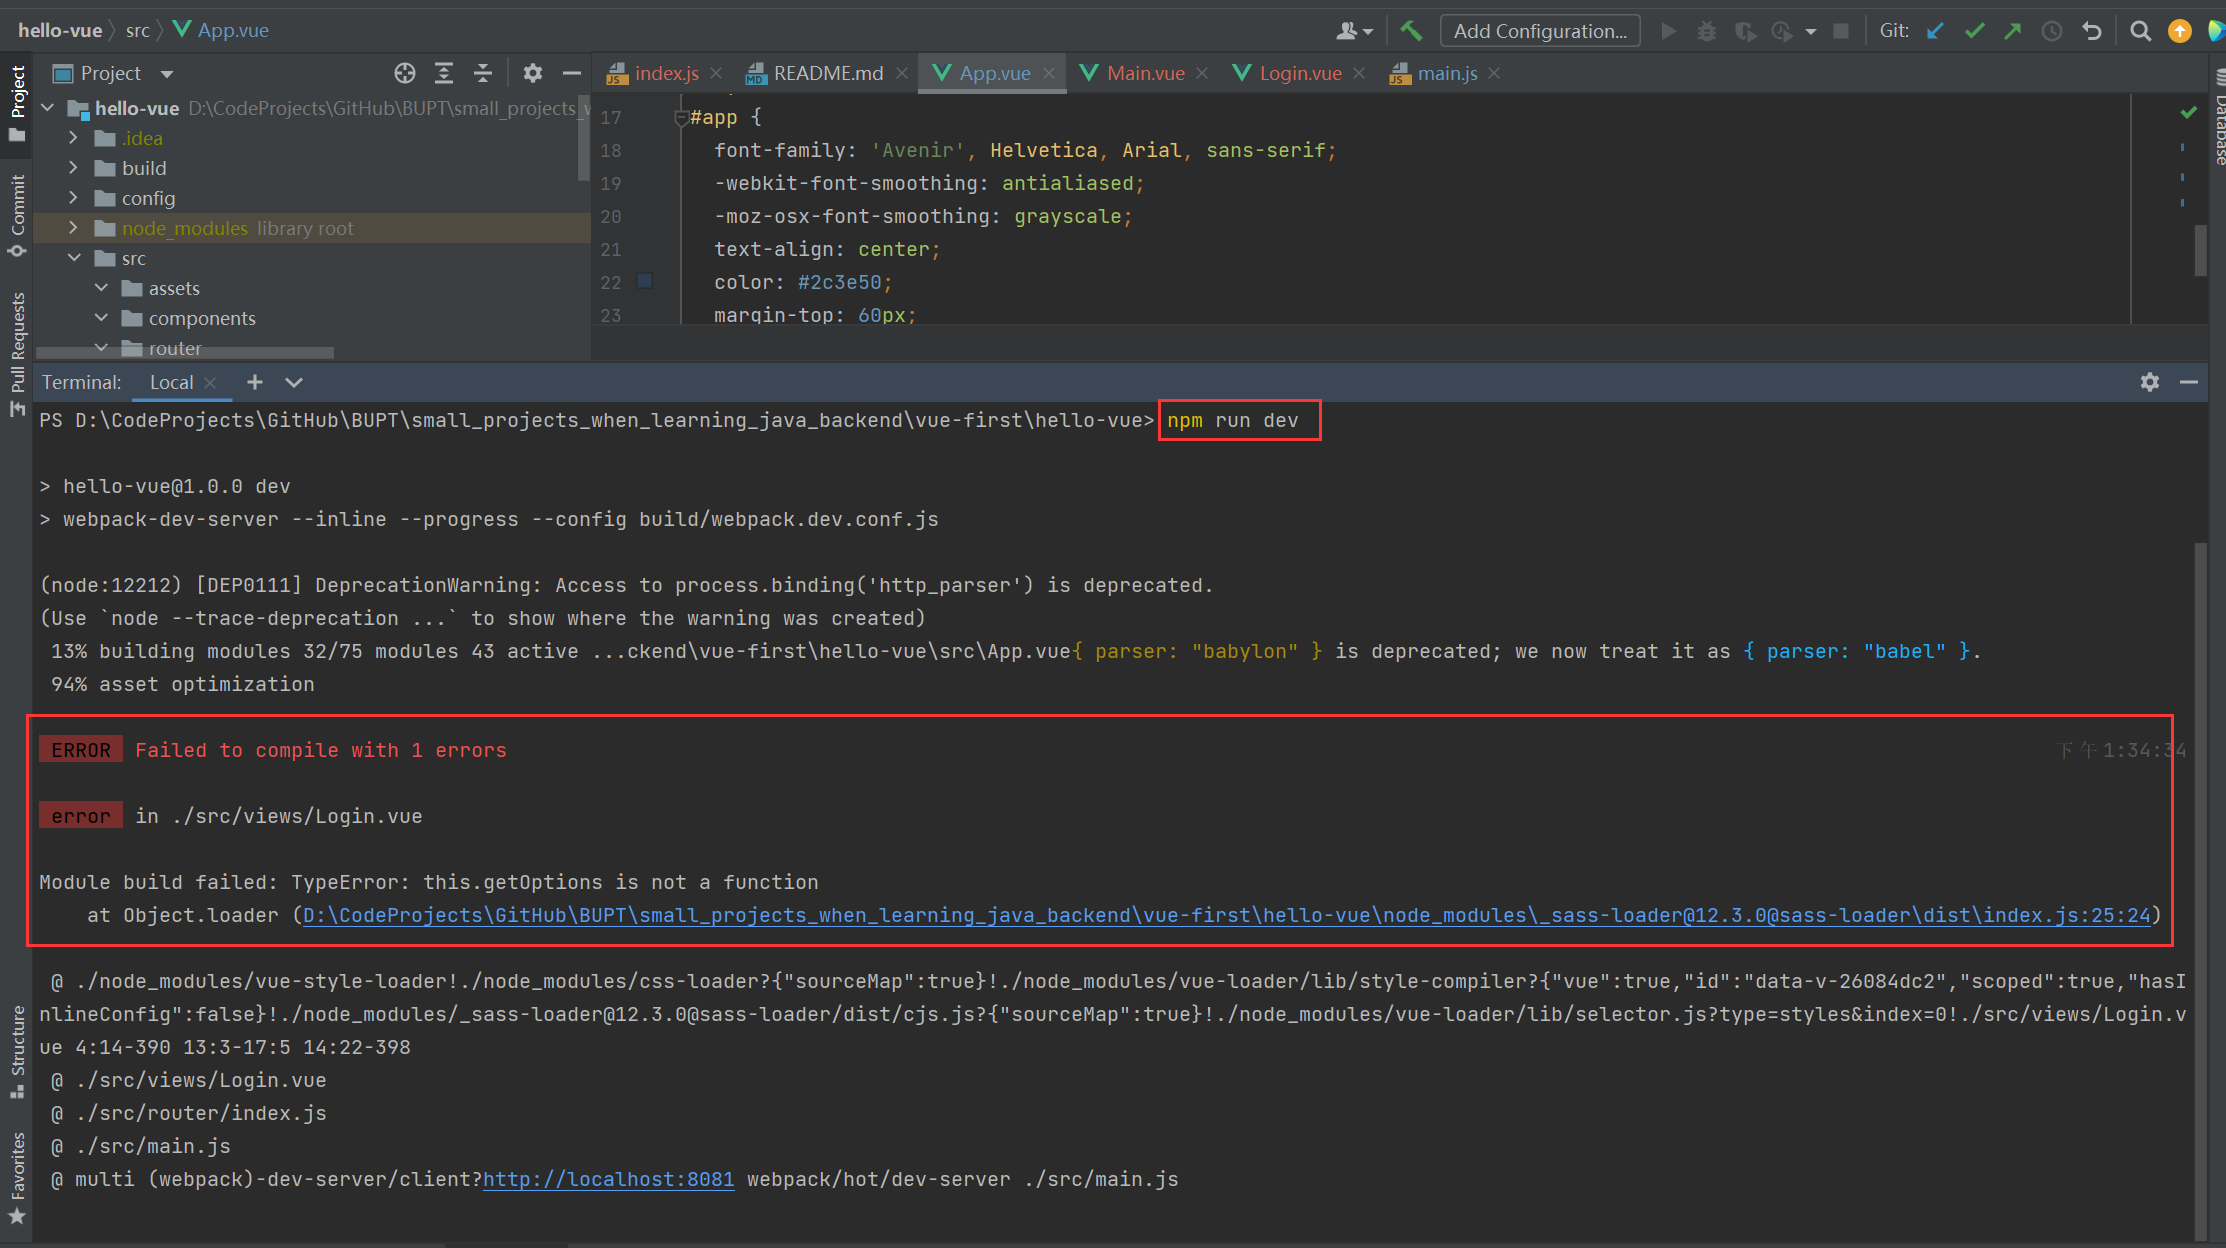 hello-vue src App.vue
Add Configuration...
Git:
Project
index.js
README.md
App.vue
Main.vue
Login.vue
main.js
Project
Commit
Pull Requests
Structure
Favorites
Database
hello-vue D:\CodeProjects\GitHub\BUPT\small_projects_w
.idea
build
config
node_modules library root
src
assets
components
router
17 #app {
18 font-family: 'Avenir', Helvetica, Arial, sans-serif;
19 -webkit-font-smoothing: antialiased;
20 -moz-osx-font-smoothing: grayscale;
21 text-align: center;
22 color: #2c3e50;
23 margin-top: 60px;
Terminal: Local
PS D:\CodeProjects\GitHub\BUPT\small_projects_when_learning_java_backend\vue-first\hello-vue> npm run dev
> hello-vue@1.0.0 dev
> webpack-dev-server --inline --progress --config build/webpack.dev.conf.js
(node:12212) [DEP0111] DeprecationWarning: Access to process.binding('http_parser') is deprecated.
(Use `node --trace-deprecation ...` to show where the warning was created)
13% building modules 32/75 modules 43 active ...ckend\vue-first\hello-vue\src\App.vue{ parser: "babylon" } is deprecated; we now treat it as { parser: "babel" }.
94% asset optimization
ERROR Failed to compile with 1 errors 下午1:34:34
error in ./src/views/Login.vue
Module build failed: TypeError: this.getOptions is not a function
at Object.loader (D:\CodeProjects\GitHub\BUPT\small_projects_when_learning_java_backend\vue-first\hello-vue\node_modules\_sass-loader@12.3.0@sass-loader\dist\index.js:25:24)
@ ./node_modules/vue-style-loader!./node_modules/css-loader?{"sourceMap":true}!./node_modules/vue-loader/lib/style-compiler?{"vue":true,"id":"data-v-26084dc2","scoped":true,"hasI
nlineConfig":false}!./node_modules/_sass-loader@12.3.0@sass-loader/dist/cjs.js?{"sourceMap":true}!./node_modules/vue-loader/lib/selector.js?type=styles&index=0!./src/views/Login.v
ue 4:14-390 13:3-17:5 14:22-398
@ ./src/views/Login.vue
@ ./src/router/index.js
@ ./src/main.js
@ multi (webpack)-dev-server/client?http://localhost:8081 webpack/hot/dev-server ./src/main.js